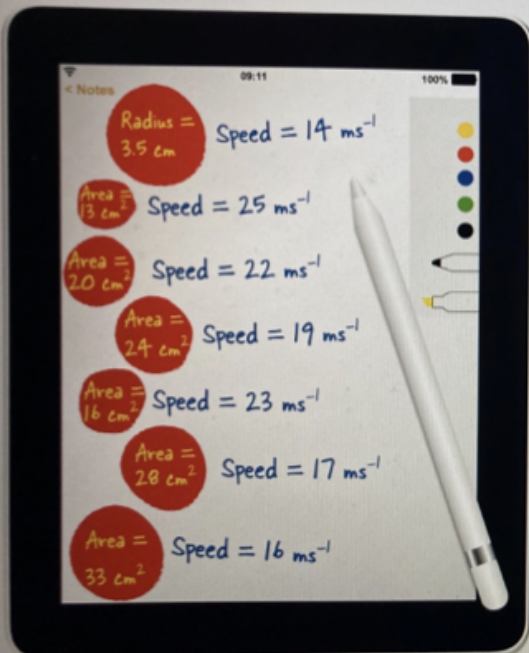 09:11
100%
< Notes
Radius =
3.5 cm
Speed = 14 ms⁻¹
Area =
13 cm²
Speed = 25 ms⁻¹
Area =
20 cm²
Speed = 22 ms⁻¹
Area =
24 cm²
Speed = 19 ms⁻¹
Area =
16 cm²
Speed = 23 ms⁻¹
Area =
28 cm²
Speed = 17 ms⁻¹
Area =
33 cm²
Speed = 16 ms⁻¹